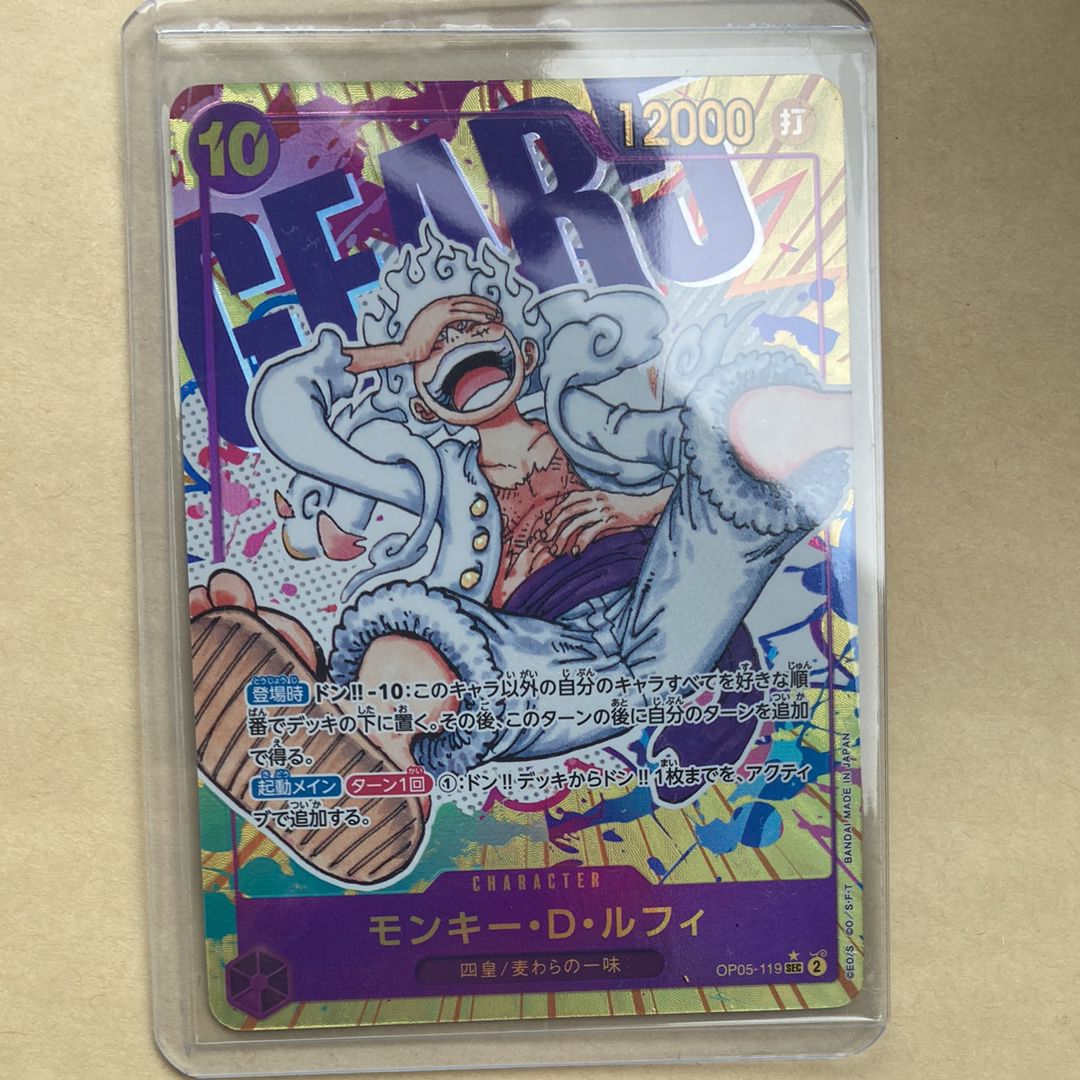 10
12000 打
GEAR5
登場時 ドン!!-10:このキャラ以外の自分のキャラすべてを好きな順
番でデッキの下に置く。その後、このターンの後に自分のターンを追加
で得る。
起動メイン ターン1回 ①:ドン!!デッキからドン!!1枚までを、アクティ
ブで追加する。
CHARACTER
モンキー・D・ルフィ
四皇/麦わらの一味
OP05-119 SEC ★ 2
©EO/S ©O/S・F・T BANDAI MADE IN JAPAN